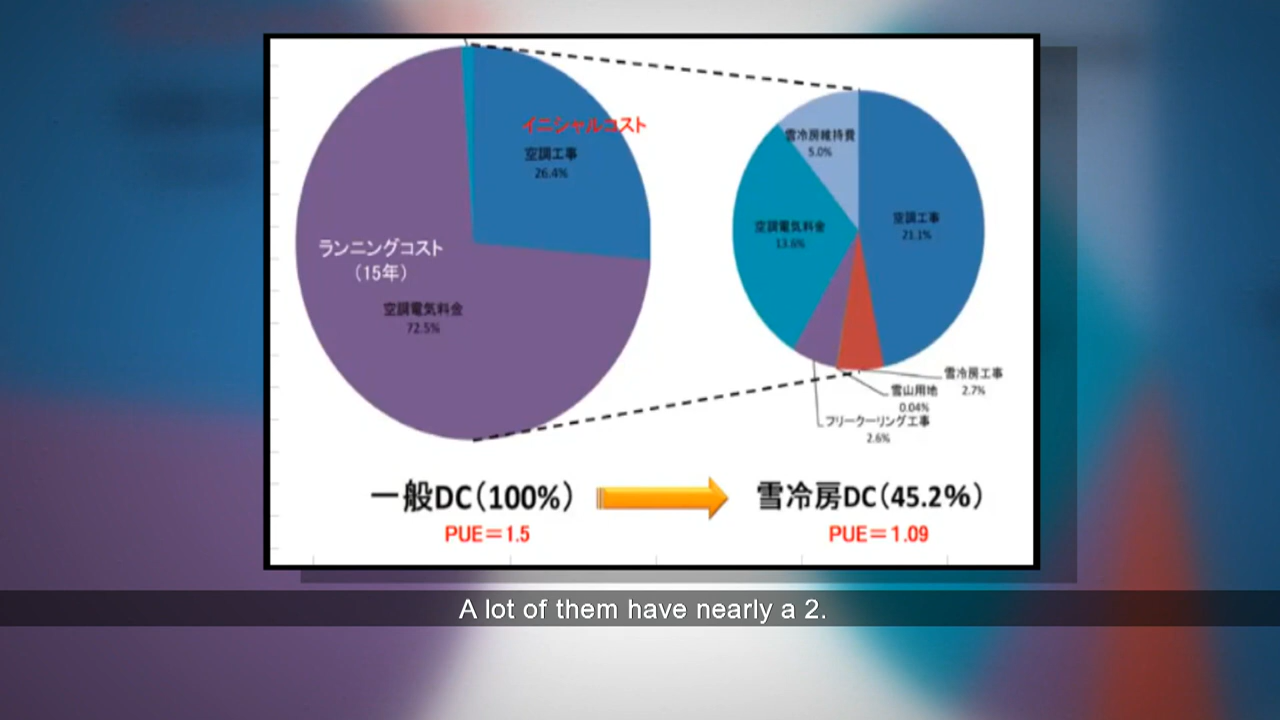 イニシャルコスト
空調工事
26.4%
ランニングコスト
（15年）
空調電気料金
72.5%
雪冷房維持費
5.0%
空調電気料金
13.8%
空調工事
21.1%
雪冷房工事
2.7%
雪山用地
0.04%
フリークーリング工事
2.6%
一般DC（100%）
雪冷房DC（45.2%）
PUE＝1.5
PUE＝1.09
A lot of them have nearly a 2.